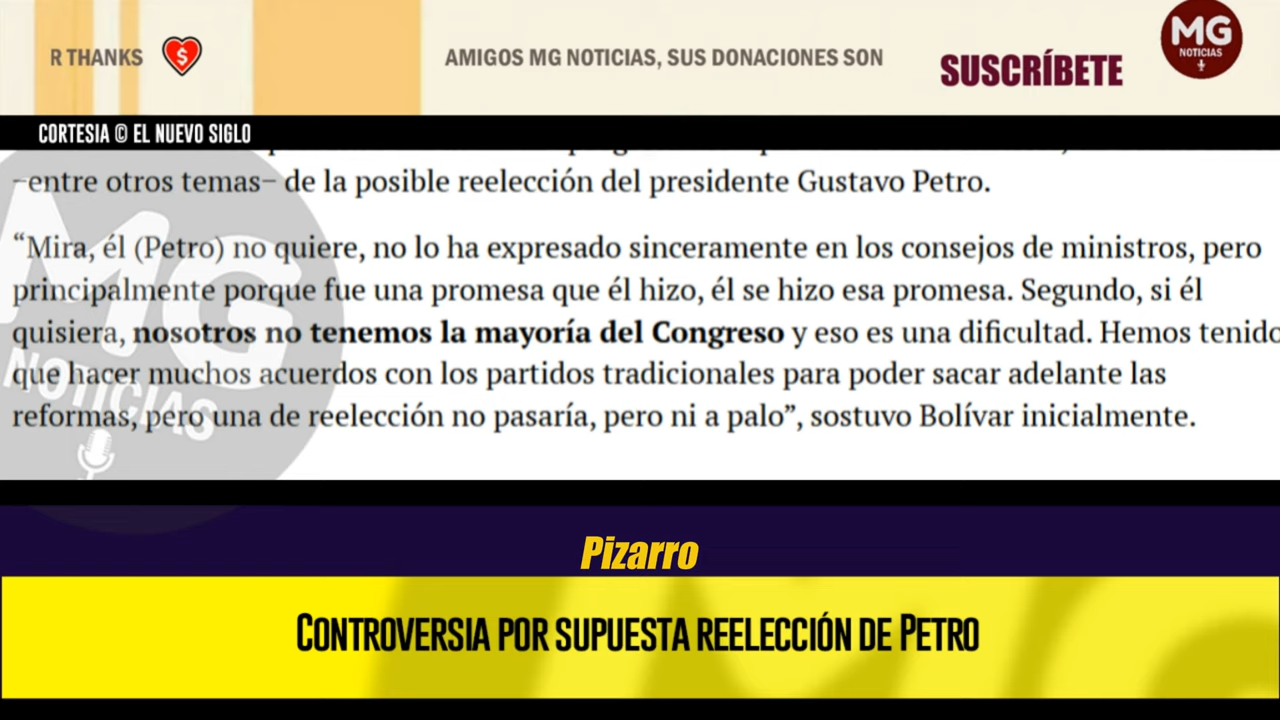 R THANKS
AMIGOS MG NOTICIAS, SUS DONACIONES SON
SUSCRÍBETE
MG
NOTICIAS
CORTESIA © EL NUEVO SIGLO
–entre otros temas– de la posible reelección del presidente Gustavo Petro.
“Mira, él (Petro) no quiere, no lo ha expresado sinceramente en los consejos de ministros, pero
principalmente porque fue una promesa que él hizo, él se hizo esa promesa. Segundo, si él
quisiera, nosotros no tenemos la mayoría del Congreso y eso es una dificultad. Hemos tenido
que hacer muchos acuerdos con los partidos tradicionales para poder sacar adelante las
reformas, pero una de reelección no pasaría, pero ni a palo”, sostuvo Bolívar inicialmente.
MG
NOTICIAS
Pizarro
CONTROVERSIA POR SUPUESTA REELECCIÓN DE PETRO